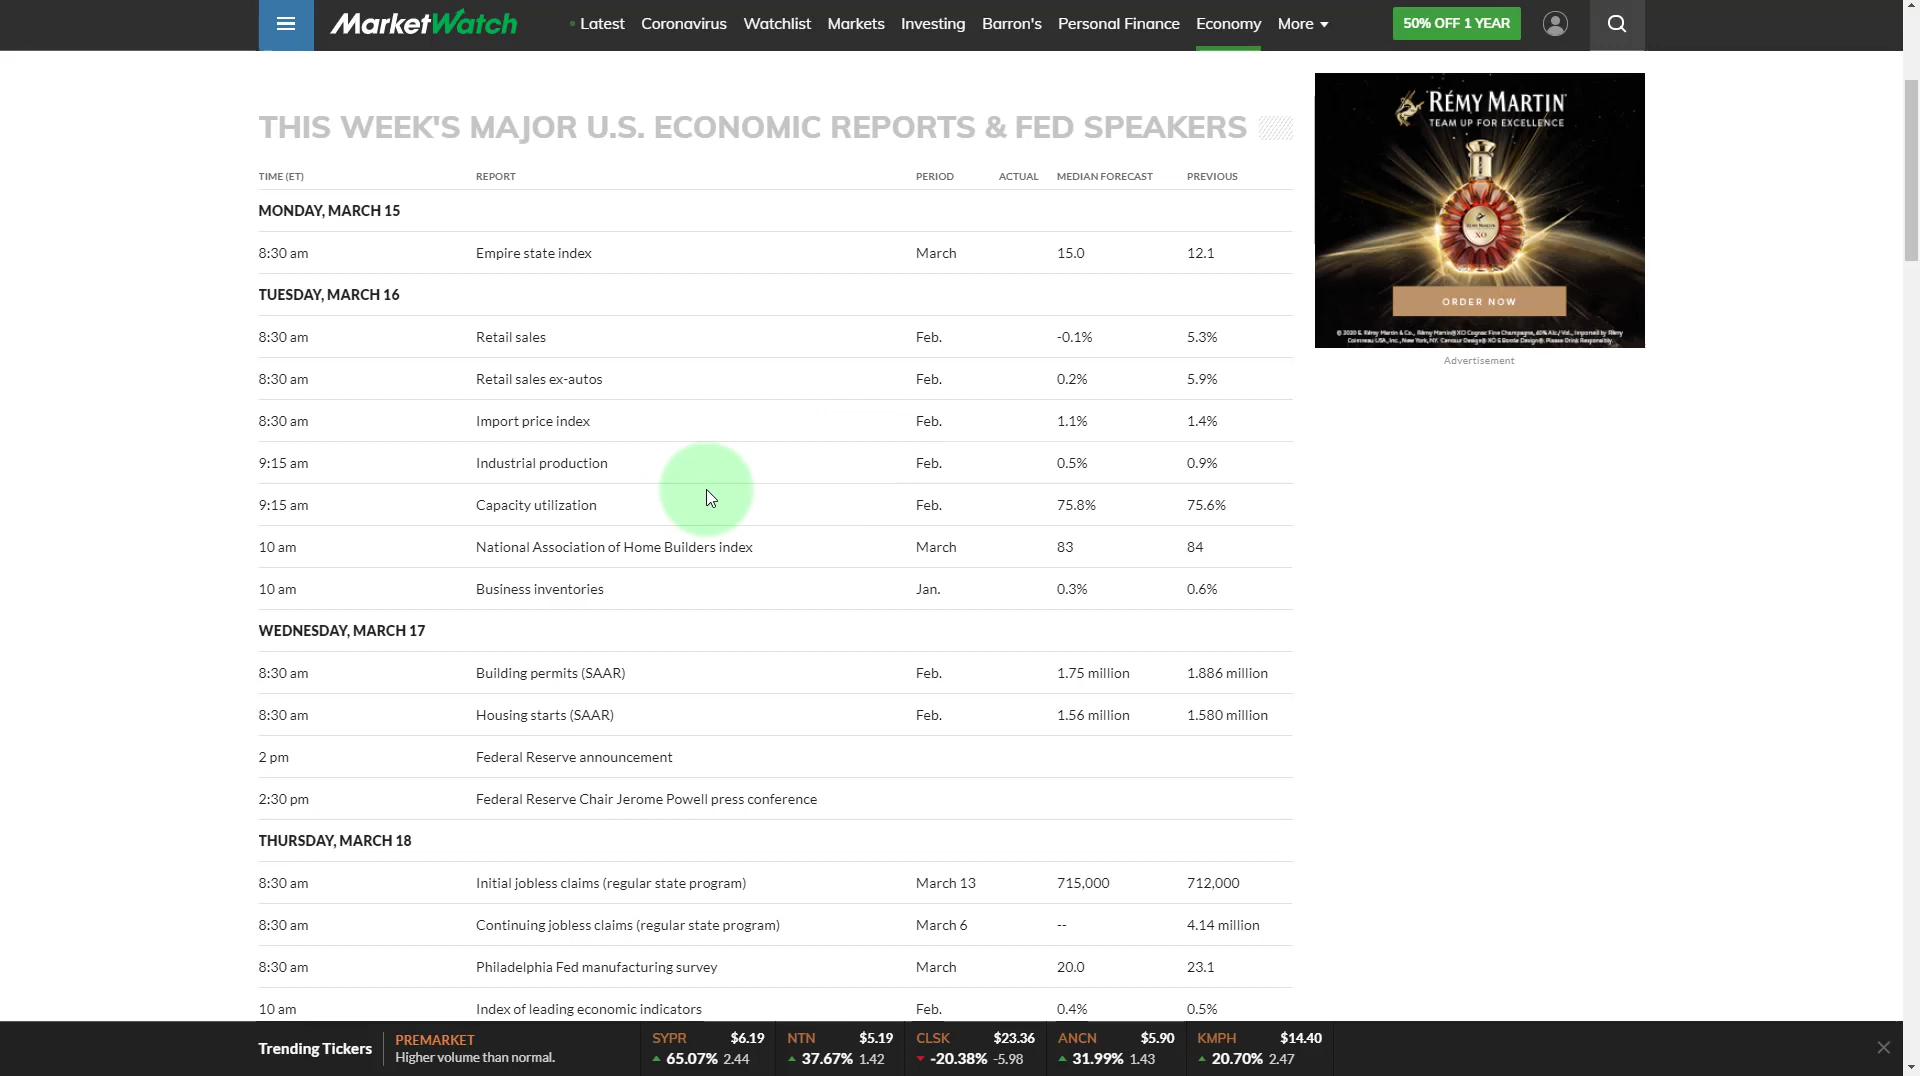 MarketWatch
Latest Coronavirus Watchlist Markets Investing Barron's Personal Finance Economy More
50% OFF 1 YEAR
THIS WEEK'S MAJOR U.S. ECONOMIC REPORTS & FED SPEAKERS
TIME (ET) REPORT PERIOD ACTUAL MEDIAN FORECAST PREVIOUS
MONDAY, MARCH 15
8:30 am Empire state index March 15.0 12.1
TUESDAY, MARCH 16
8:30 am Retail sales Feb. -0.1% 5.3%
8:30 am Retail sales ex-autos Feb. 0.2% 5.9%
8:30 am Import price index Feb. 1.1% 1.4%
9:15 am Industrial production Feb. 0.5% 0.9%
9:15 am Capacity utilization Feb. 75.8% 75.6%
10 am National Association of Home Builders index March 83 84
10 am Business inventories Jan. 0.3% 0.6%
WEDNESDAY, MARCH 17
8:30 am Building permits (SAAR) Feb. 1.75 million 1.886 million
8:30 am Housing starts (SAAR) Feb. 1.56 million 1.580 million
2 pm Federal Reserve announcement
2:30 pm Federal Reserve Chair Jerome Powell press conference
THURSDAY, MARCH 18
8:30 am Initial jobless claims (regular state program) March 13 715,000 712,000
8:30 am Continuing jobless claims (regular state program) March 6 -- 4.14 million
8:30 am Philadelphia Fed manufacturing survey March 20.0 23.1
10 am Index of leading economic indicators Feb. 0.4% 0.5%
RÉMY MARTIN
TEAM UP FOR EXCELLENCE
XO
ORDER NOW
Advertisement
Trending Tickers
PREMARKET
Higher volume than normal.
SYPR $6.19
65.07% 2.44
NTN $5.19
37.67% 1.42
CLSK $23.36
-20.38% -5.98
ANCN $5.90
31.99% 1.43
KMPH $14.40
20.70% 2.47